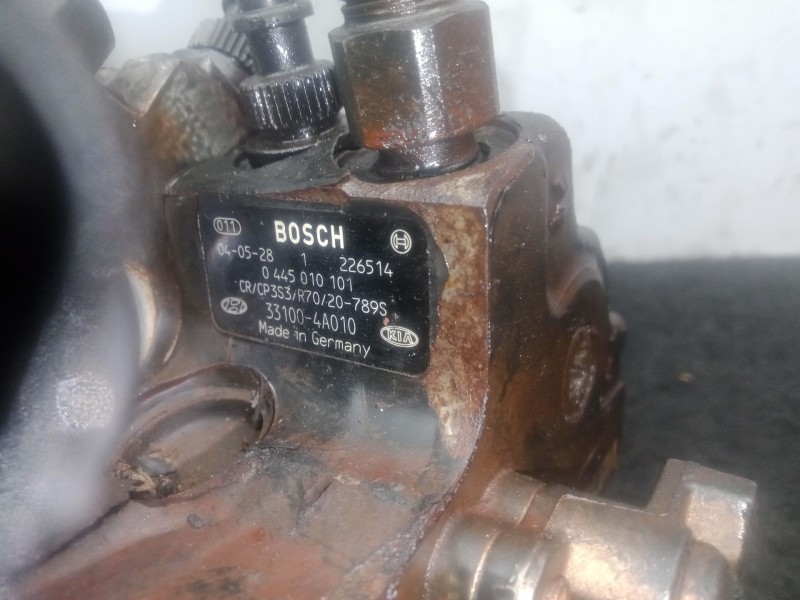 011 BOSCH
04-05-28 1 226514
0 445 010 101
CR/CP3S3/R70/20-789S
33100-4A010 KIA
Made in Germany